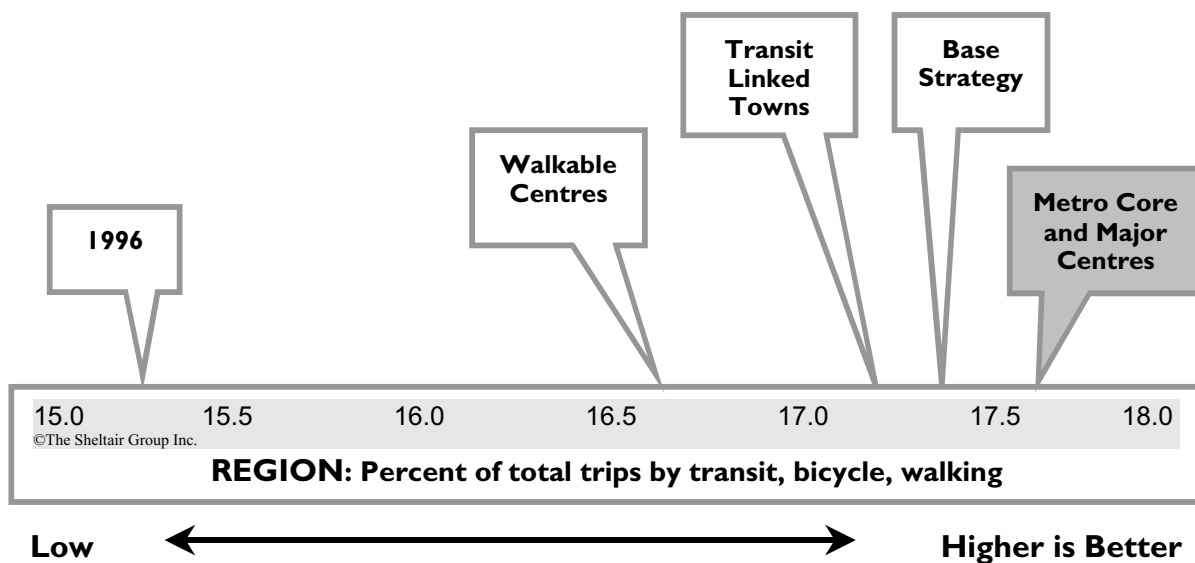 1996
Walkable
Centres
Transit
Linked
Towns
Base
Strategy
Metro Core
and Major
Centres
15.0 15.5 16.0 16.5 17.0 17.5 18.0
©The Sheltair Group Inc.
REGION: Percent of total trips by transit, bicycle, walking
Low Higher is Better